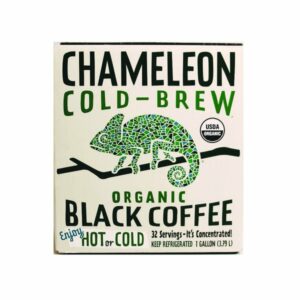 CHAMELEON
COLD-BREW
USDA
ORGANIC
ORGANIC
BLACK COFFEE
Enjoy
HOT or COLD
32 Servings - It's Concentrated!
KEEP REFRIGERATED 1 GALLON (3.79 L)